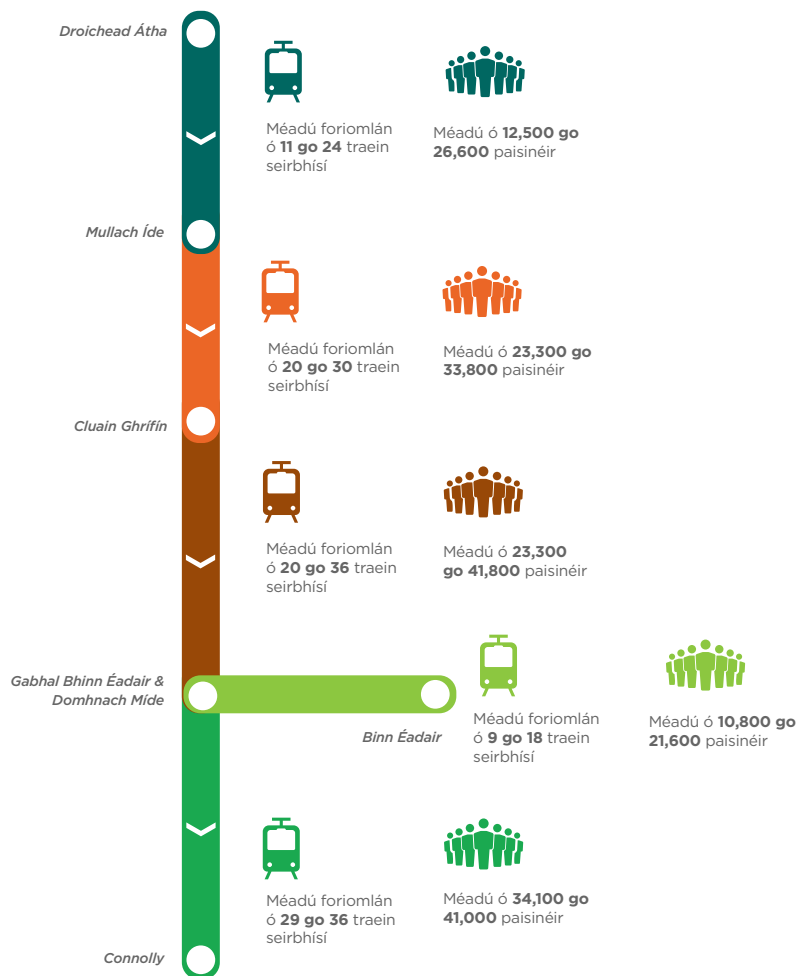 Droichead Átha
Méadú foriomlán
ó 11 go 24 traein
seirbhísí
Méadú ó 12,500 go
26,600 paisinéir
Mullach Íde
Méadú foriomlán
ó 20 go 30 traein
seirbhísí
Méadú ó 23,300 go
33,800 paisinéir
Cluain Ghrífín
Méadú foriomlán
ó 20 go 36 traein
seirbhísí
Méadú ó 23,300
go 41,800 paisinéir
Gabhal Bhinn Éadair &
Domhnach Míde
Binn Éadair
Méadú foriomlán
ó 9 go 18 traein
seirbhísí
Méadú ó 10,800 go
21,600 paisinéir
Méadú foriomlán
ó 29 go 36 traein
seirbhísí
Méadú ó 34,100 go
41,000 paisinéir
Connolly